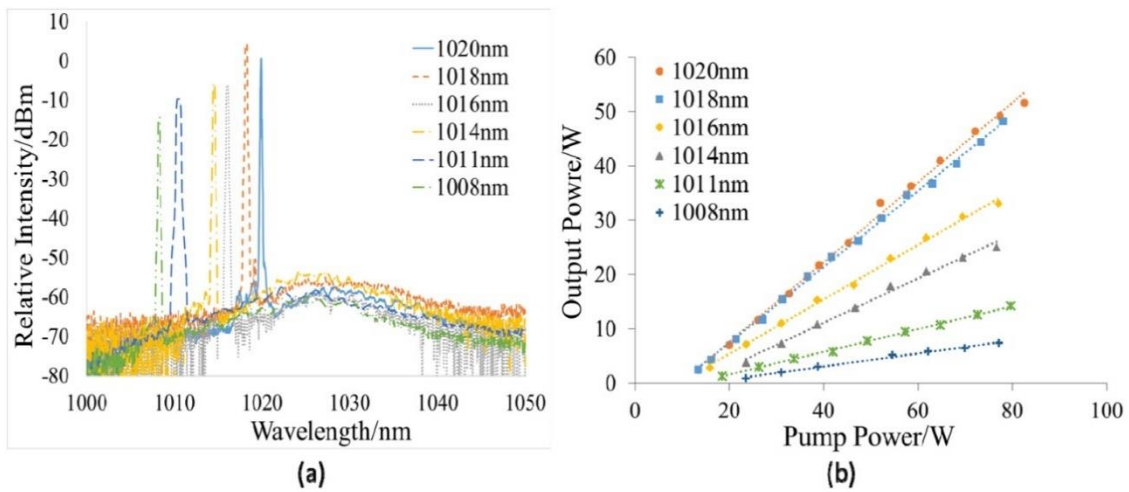 10
0
-10
-20
-30
-40
-50
-60
-70
-80
Relative Intensity/dBm
1000
1010
1020
1030
1040
1050
Wavelength/nm
1020nm
1018nm
1016nm
1014nm
1011nm
1008nm
(a)
60
50
40
30
20
10
0
Output Powre/W
0
20
40
60
80
100
Pump Power/W
1020nm
1018nm
1016nm
1014nm
1011nm
1008nm
(b)